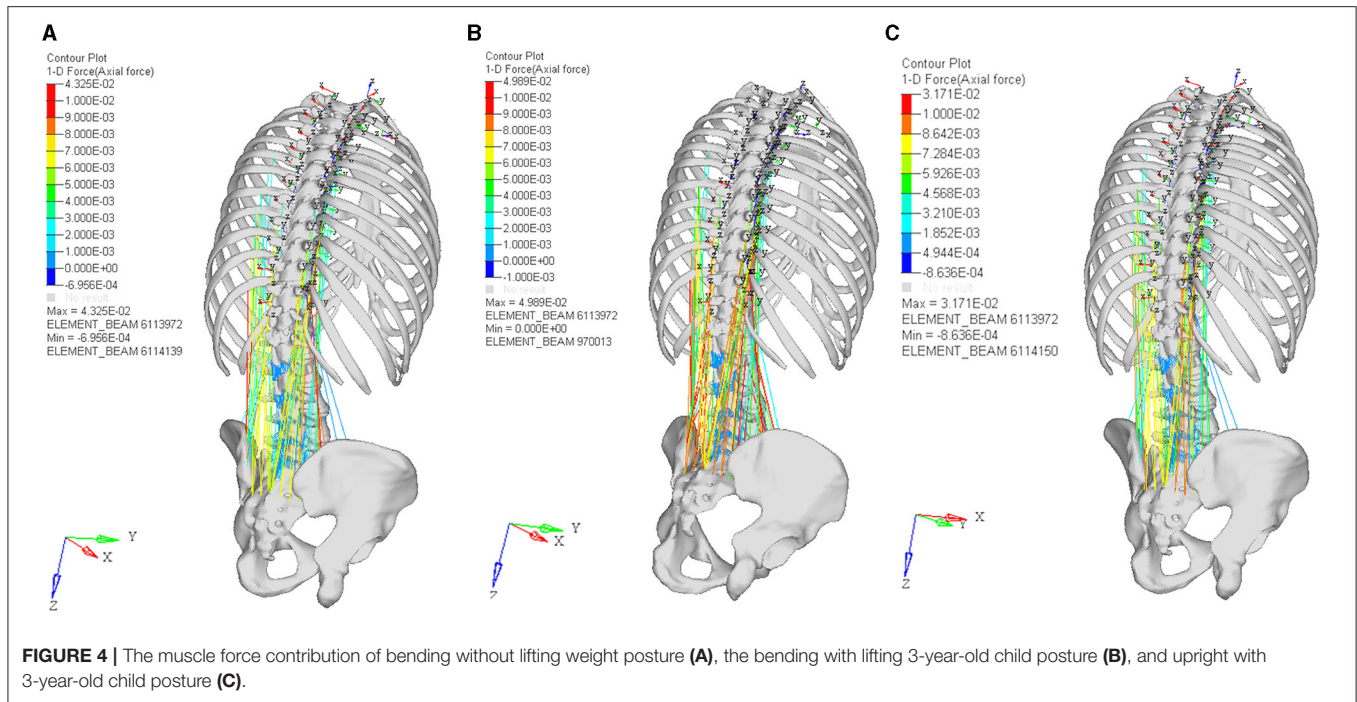 A
Contour Plot
1-D Force(Axial force)
4.325E-02
1.000E-02
9.000E-03
8.000E-03
7.000E-03
6.000E-03
5.000E-03
4.000E-03
3.000E-03
2.000E-03
1.000E-03
0.000E+00
-6.956E-04
No result
Max = 4.325E-02
ELEMENT_BEAM 6113972
Min = -6.956E-04
ELEMENT_BEAM 6114139
Y
X
Z
B
Contour Plot
1-D Force(Axial force)
4.989E-02
1.000E-02
9.000E-03
8.000E-03
7.000E-03
6.000E-03
5.000E-03
4.000E-03
3.000E-03
2.000E-03
1.000E-03
0.000E+00
-1.000E-03
No result
Max = 4.989E-02
ELEMENT_BEAM 6113972
Min = 0.000E+00
ELEMENT_BEAM 970013
Y
X
C
Contour Plot
1-D Force(Axial force)
3.171E-02
1.000E-02
8.642E-03
7.284E-03
5.926E-03
4.568E-03
3.210E-03
1.852E-03
4.944E-04
-8.636E-04
No result
Max = 3.171E-02
ELEMENT_BEAM 6113972
Min = -8.636E-04
ELEMENT_BEAM 6114150
X
Y
Z
FIGURE 4 | The muscle force contribution of bending without lifting weight posture (A), the bending with lifting 3-year-old child posture (B), and upright with
3-year-old child posture (C).